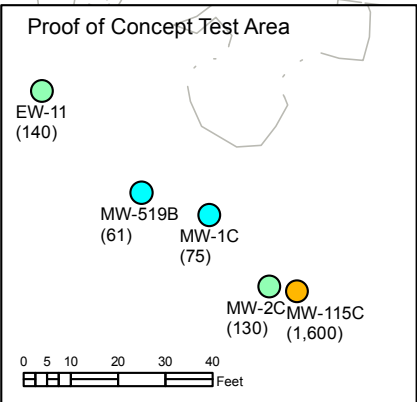 Proof of Concept Test Area
EW-11
(140)
MW-519B
(61)
MW-1C
(75)
MW-2C
(130)
MW-115C
(1,600)
0 5 10 20 30 40
Feet